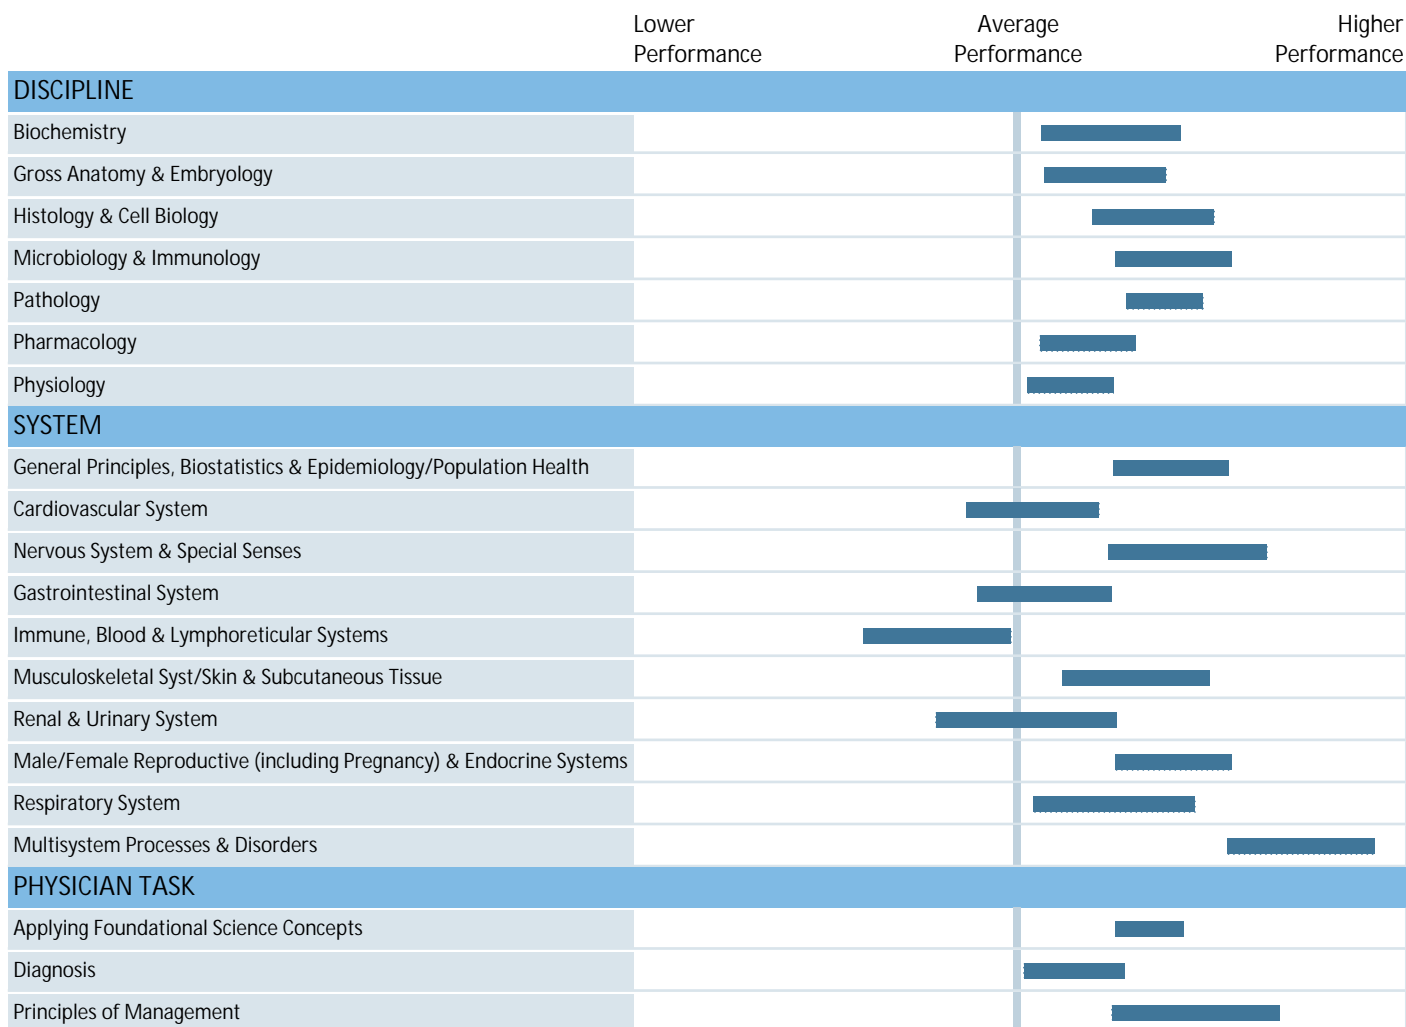 Lower Average Higher
Performance Performance Performance
DISCIPLINE
Biochemistry
Gross Anatomy & Embryology
Histology & Cell Biology
Microbiology & Immunology
Pathology
Pharmacology
Physiology
SYSTEM
General Principles, Biostatistics & Epidemiology/Population Health
Cardiovascular System
Nervous System & Special Senses
Gastrointestinal System
Immune, Blood & Lymphoreticular Systems
Musculoskeletal Syst/Skin & Subcutaneous Tissue
Renal & Urinary System
Male/Female Reproductive (including Pregnancy) & Endocrine Systems
Respiratory System
Multisystem Processes & Disorders
PHYSICIAN TASK
Applying Foundational Science Concepts
Diagnosis
Principles of Management